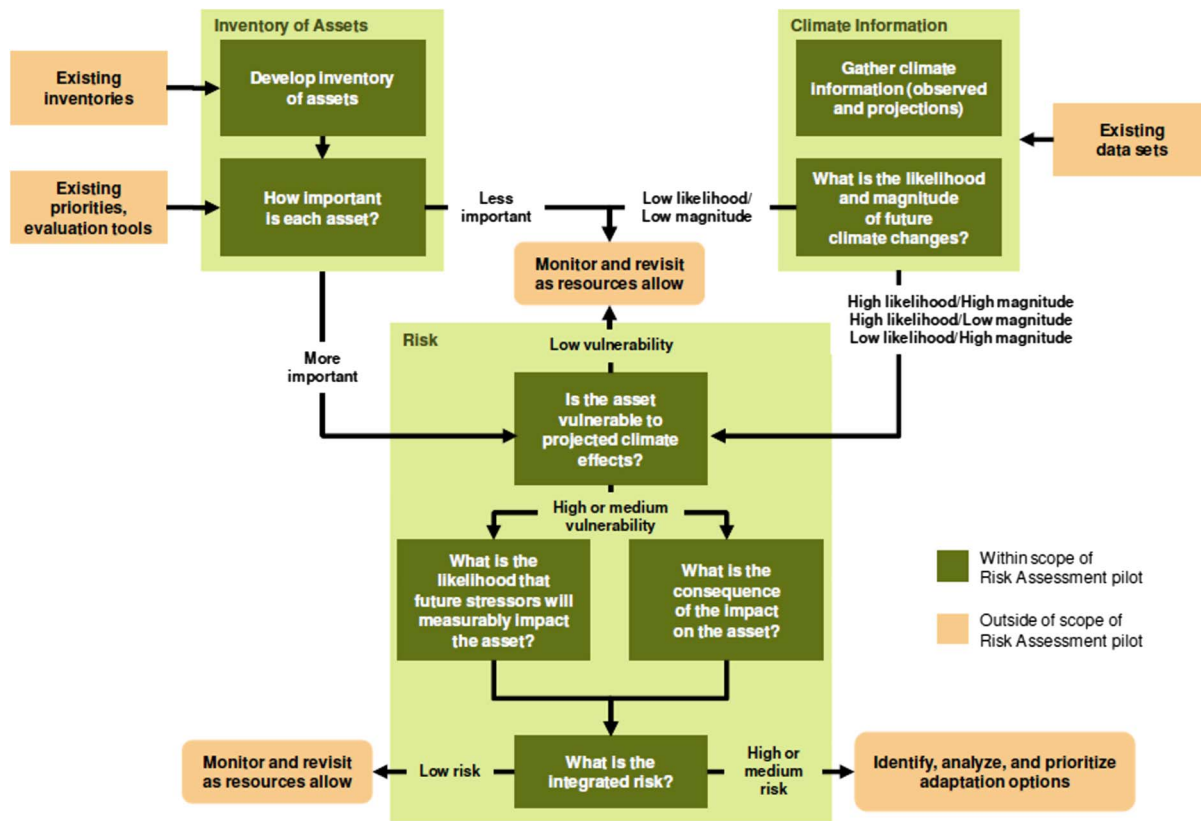 Inventory of Assets
Climate Information
Existing
inventories
Develop inventory
of assets
Gather climate
information (observed
and projections)
Existing
data sets
Existing
priorities,
evaluation tools
How important
is each asset?
Less
important
Low likelihood/
Low magnitude
What is the likelihood
and magnitude
of future
climate changes?
Monitor and revisit
as resources allow
High likelihood/High magnitude
High likelihood/Low magnitude
Low likelihood/High magnitude
More
important
Risk
Low vulnerability
Is the asset
vulnerable to
projected climate
effects?
High or medium
vulnerability
What is the
likelihood that
future stressors will
measurably impact
the asset?
What is the
consequence
of the impact
on the asset?
Within scope of
Risk Assessment pilot
Outside of scope of
Risk Assessment pilot
Monitor and revisit
as resources allow
Low risk
What is the
integrated risk?
High or
medium
risk
Identify, analyze, and prioritize
adaptation options